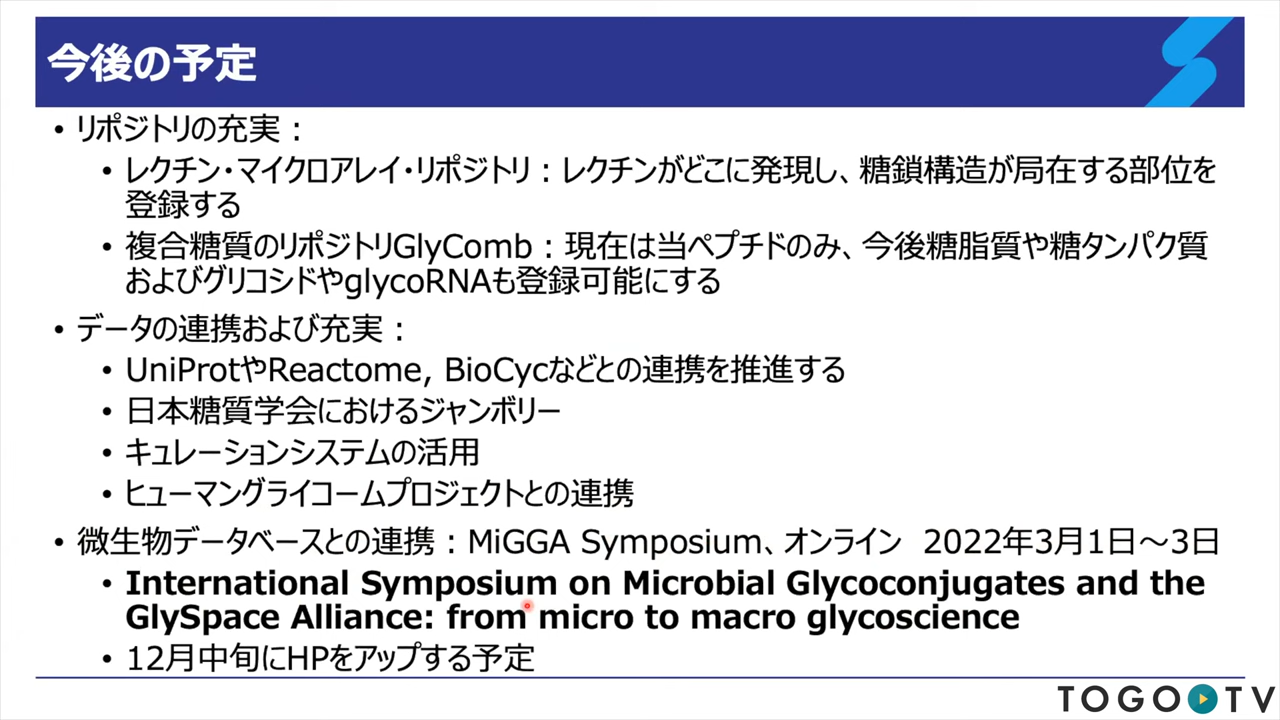 今後の予定
• リポジトリの充実：
• レクチン・マイクロアレイ・リポジトリ：レクチンがどこに発現し、糖鎖構造が局在する部位を
登録する
• 複合糖質のリポジトリGlyComb：現在は当ペプチドのみ、今後糖脂質や糖タンパク質
およびグリコシドやglycoRNAも登録可能にする
• データの連携および充実：
• UniProtやReactome, BioCycなどとの連携を推進する
• 日本糖質学会におけるジャンボリー
• キュレーションシステムの活用
• ヒューマングライコームプロジェクトとの連携
• 微生物データベースとの連携：MiGGA Symposium、オンライン 2022年3月1日～3日
• International Symposium on Microbial Glycoconjugates and the
GlySpace Alliance: from micro to macro glycoscience
• 12月中旬にHPをアップする予定
TOGO TV